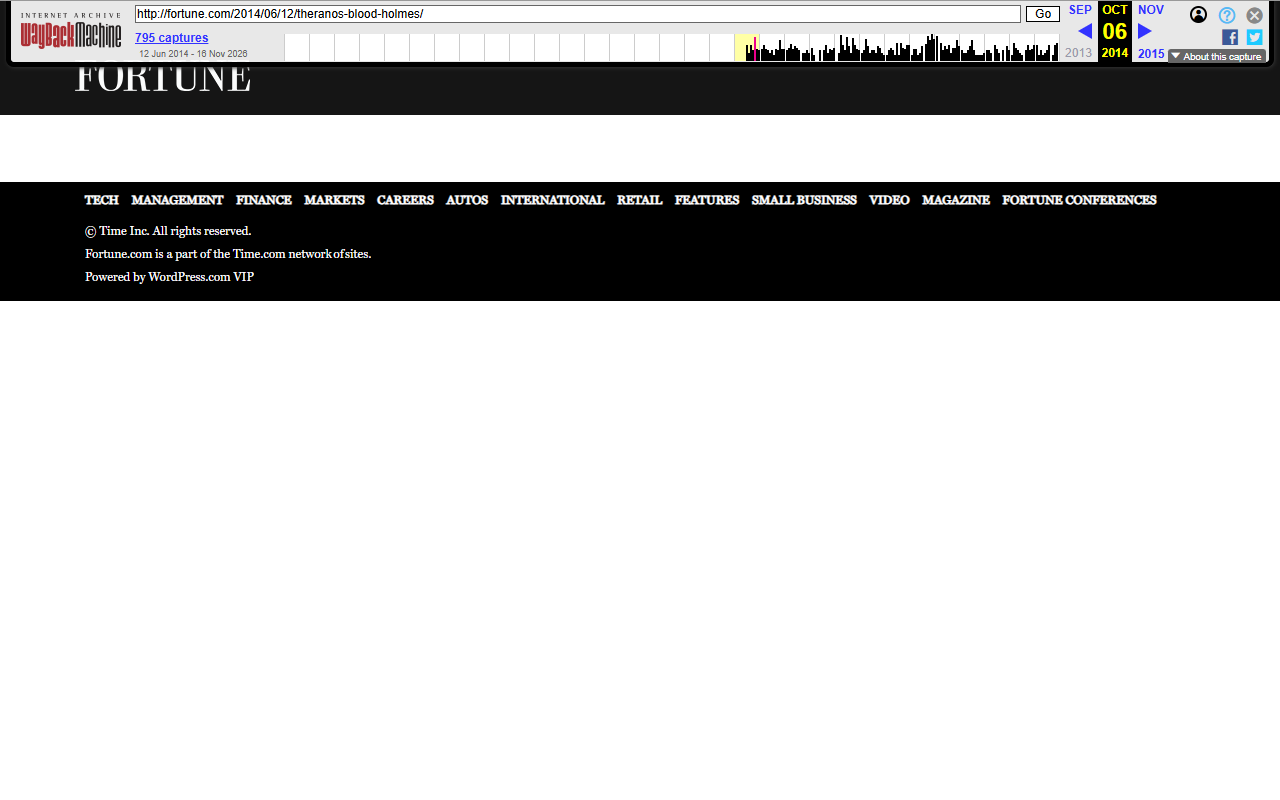 INTERNET ARCHIVE
WayBackMachine
http://fortune.com/2014/06/12/theranos-blood-holmes/
Go
795 captures
12 Jun 2014 - 16 Nov 2026
SEP OCT NOV
06
2013 2014 2015
About this capture
FORTUNE
TECH MANAGEMENT FINANCE MARKETS CAREERS AUTOS INTERNATIONAL RETAIL FEATURES SMALL BUSINESS VIDEO MAGAZINE FORTUNE CONFERENCES
© Time Inc. All rights reserved.
Fortune.com is a part of the Time.com network of sites.
Powered by WordPress.com VIP